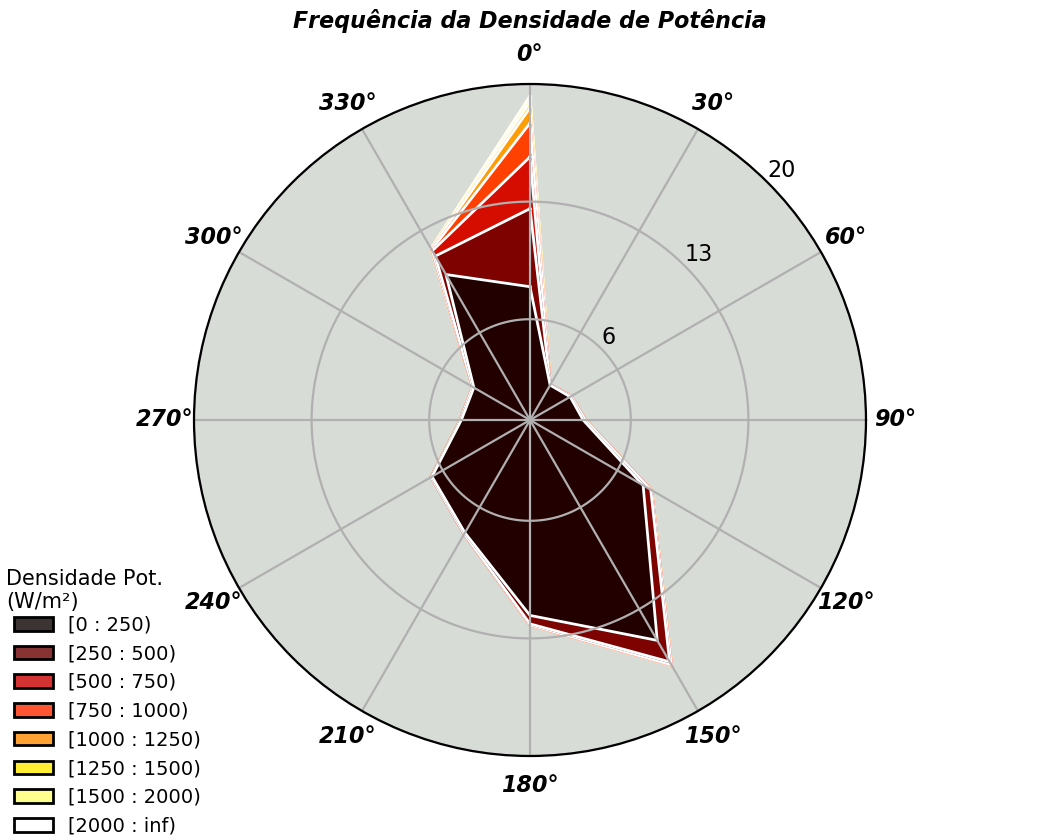 Frequência da Densidade de Potência
0°
330°
30°
20
300°
60°
13
6
270°
90°
240°
120°
210°
150°
180°
Densidade Pot.
(W/m²)
[0 : 250)
[250 : 500)
[500 : 750)
[750 : 1000)
[1000 : 1250)
[1250 : 1500)
[1500 : 2000)
[2000 : inf)